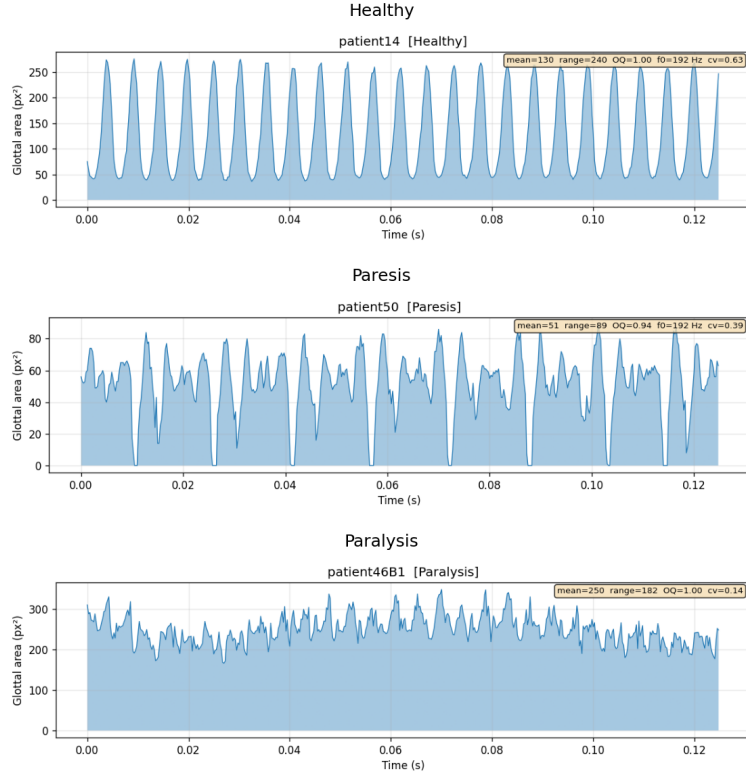 Healthy
patient14  [Healthy]
mean=130  range=240  OQ=1.00  f0=192 Hz  cv=0.63
Glottal area (px²)
250
200
150
100
50
0
0.00 0.02 0.04 0.06 0.08 0.10 0.12
Time (s)
Paresis
patient50  [Paresis]
mean=51  range=89  OQ=0.94  f0=192 Hz  cv=0.39
Glottal area (px²)
80
60
40
20
0
0.00 0.02 0.04 0.06 0.08 0.10 0.12
Time (s)
Paralysis
patient46B1  [Paralysis]
mean=250  range=182  OQ=1.00  cv=0.14
Glottal area (px²)
300
200
100
0
0.00 0.02 0.04 0.06 0.08 0.10 0.12
Time (s)